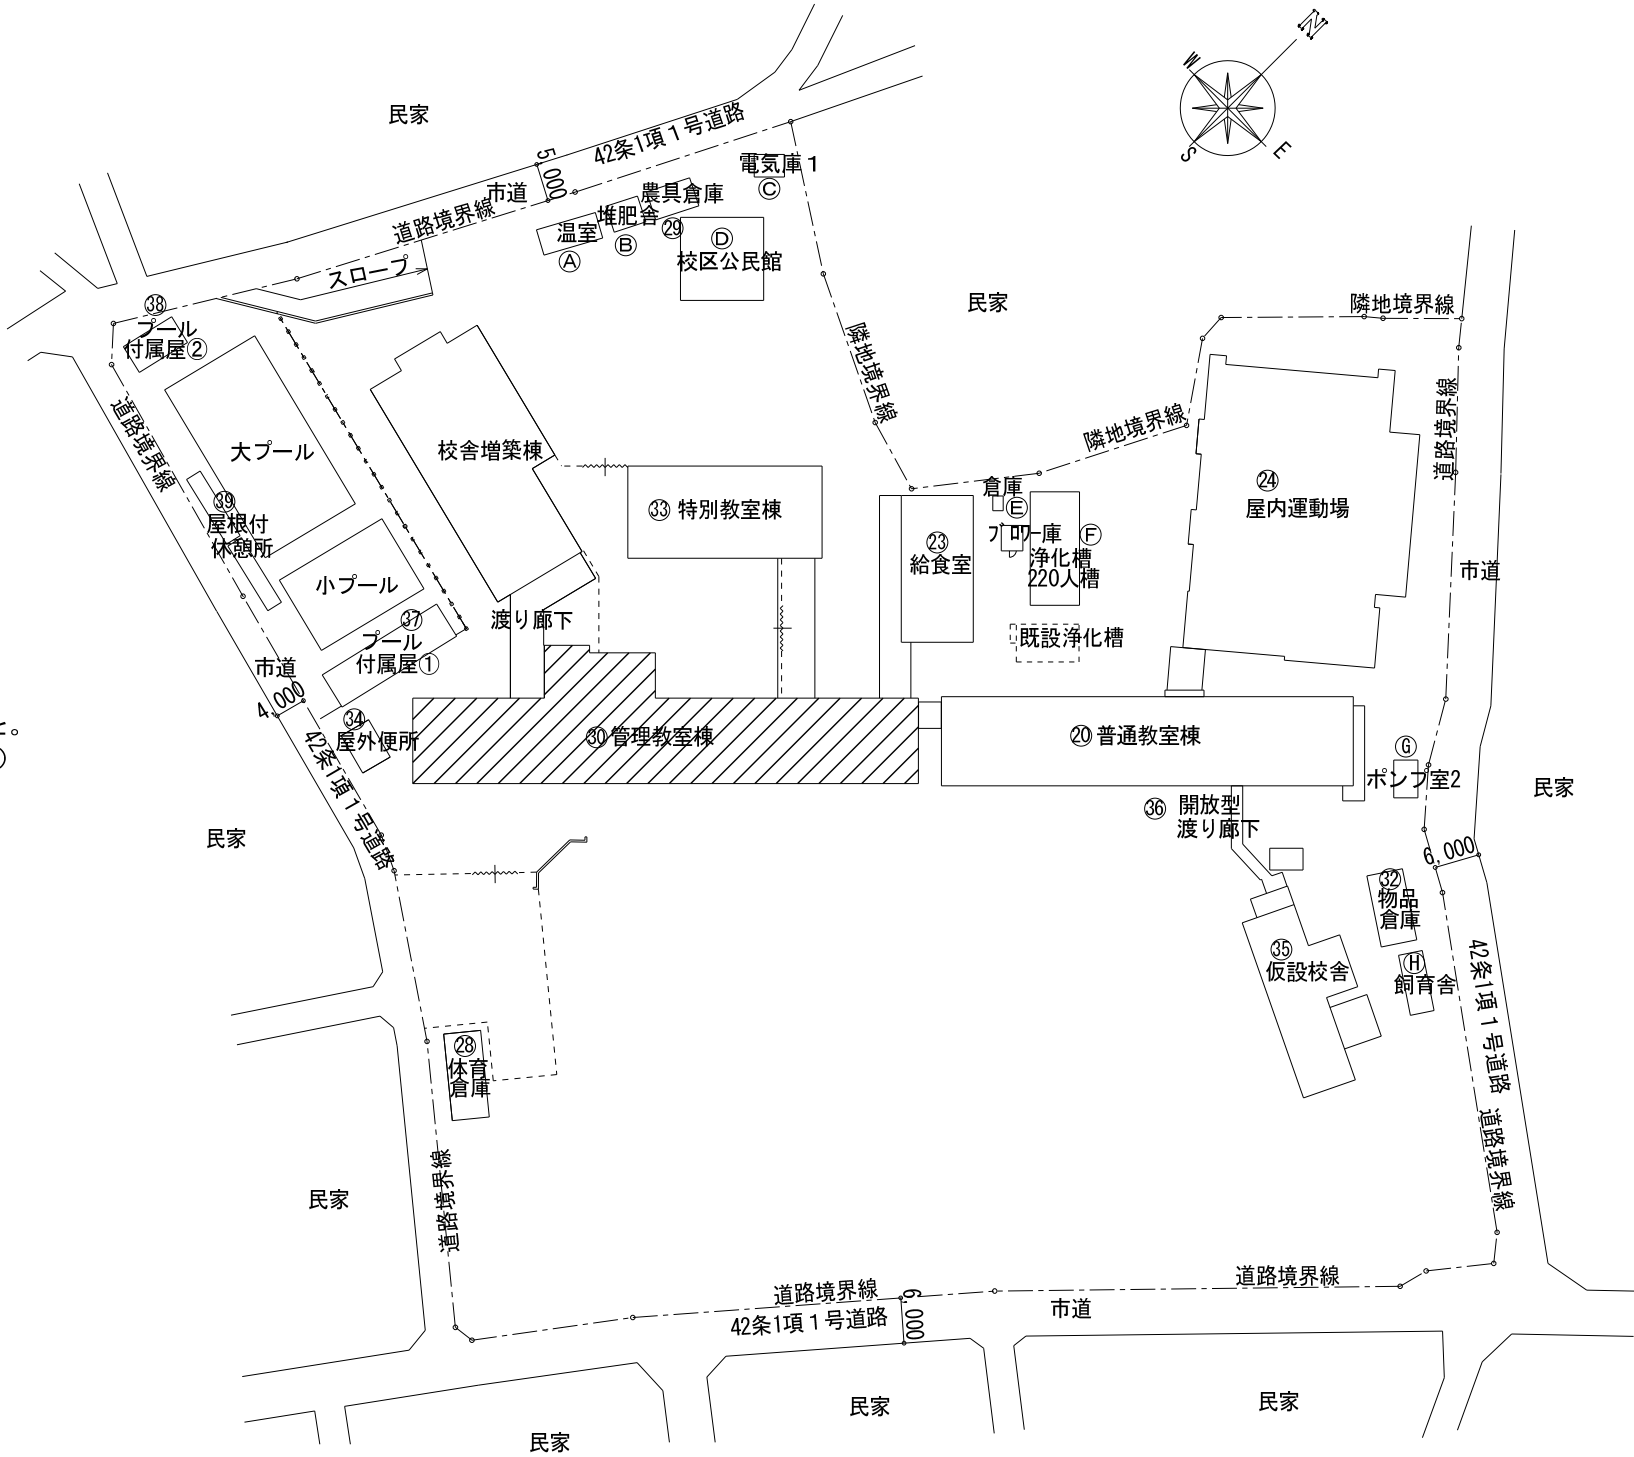 N
W
S
E
民家
42条1項1号道路
5,000
市道
道路境界線
電気庫1
Ⓒ
農具倉庫
㉙
堆肥舎
Ⓑ
温室
Ⓐ
Ⓓ
校区公民館
スロープ
民家
隣地境界線
隣地境界線
隣地境界線
道路境界線
㊳
プール
付属屋②
道路境界線
大プール
㊴
屋根付
休憩所
小プール
㊲
プール
付属屋①
校舎増築棟
渡り廊下
㉝特別教室棟
㉓
給食室
倉庫
Ⓔ
ブロワー庫
Ⓕ
浄化槽
220人槽
既設浄化槽
㉔
屋内運動場
市道
市道
4,000
42条1項1号道路
㉞
屋外便所
㉚管理教室棟
⑳普通教室棟
Ⓖ
ポンプ室2
民家
㊱
開放型
渡り廊下
民家
6,000
㉜
物品
倉庫
㉟
仮設校舎
Ⓗ
飼育舎
42条1項1号道路
道路境界線
㉘
体育
倉庫
道路境界線
民家
道路境界線
42条1項1号道路
6,000
道路境界線
市道
民家
民家
民家